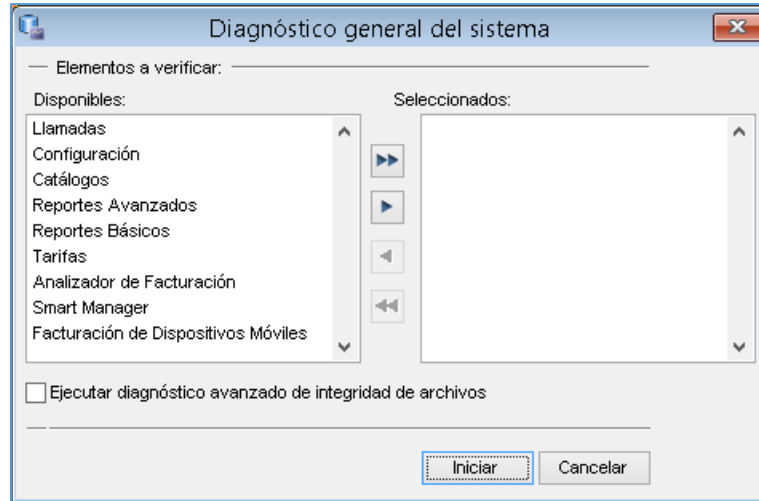 Diagnóstico general del sistema
Elementos a verificar:
Disponibles:
Seleccionados:
Llamadas
Configuración
Catálogos
Reportes Avanzados
Reportes Básicos
Tarifas
Analizador de Facturación
Smart Manager
Facturación de Dispositivos Móviles
Ejecutar diagnóstico avanzado de integridad de archivos
Iniciar
Cancelar